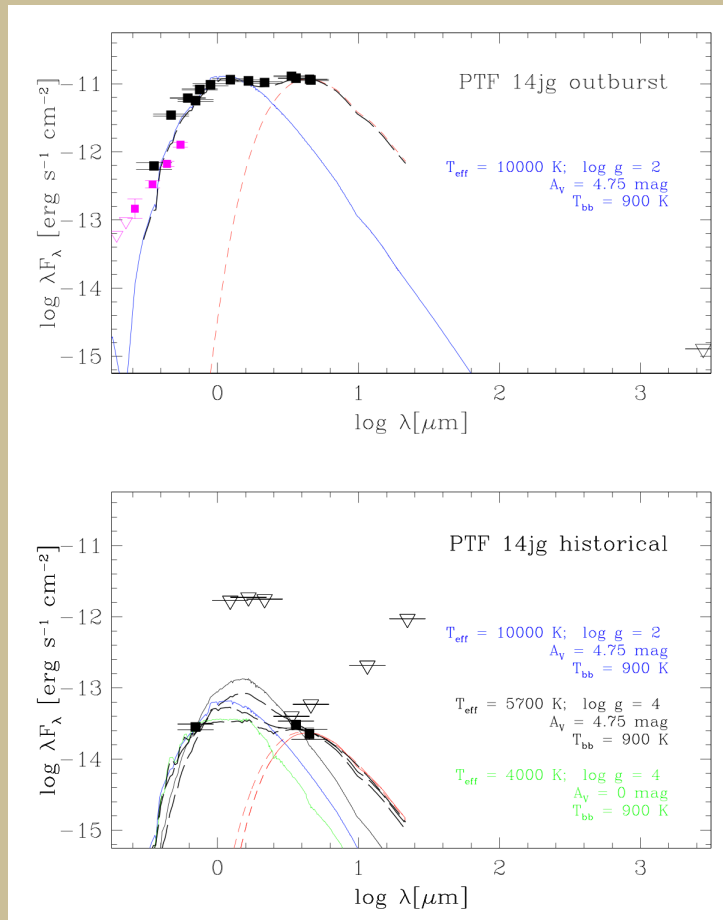 PTF 14jg outburst
T_eff = 10000 K; log g = 2
A_V = 4.75 mag
T_bb = 900 K
log λF_λ [erg s⁻¹ cm⁻²]
−11
−12
−13
−14
−15
0
1
2
3
log λ[μm]
PTF 14jg historical
T_eff = 10000 K; log g = 2
A_V = 4.75 mag
T_bb = 900 K
T_eff = 5700 K; log g = 4
A_V = 4.75 mag
T_bb = 900 K
T_eff = 4000 K; log g = 4
A_V = 0 mag
T_bb = 900 K
log λF_λ [erg s⁻¹ cm⁻²]
−11
−12
−13
−14
−15
0
1
2
3
log λ[μm]